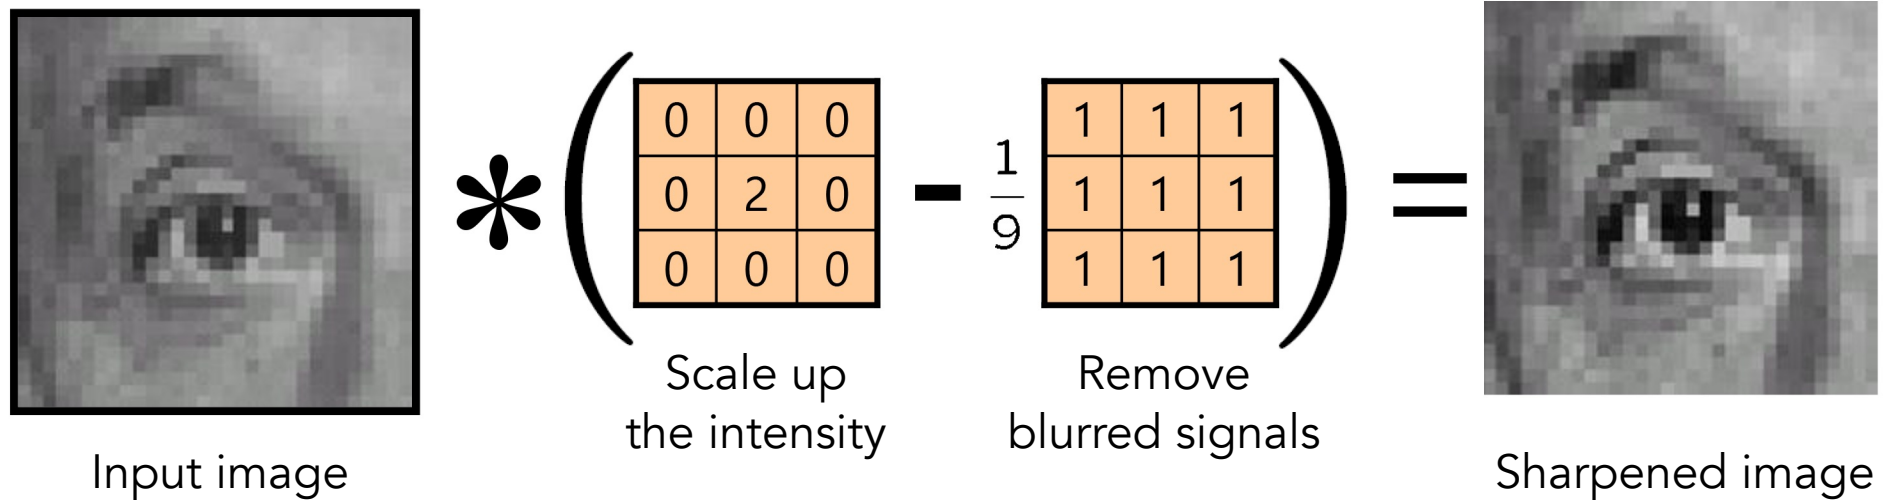 * ( 0 0 0 - 1/9 1 1 1 ) =
0 2 0 1 1 1
0 0 0 1 1 1
Scale up
the intensity
Remove
blurred signals
Input image
Sharpened image